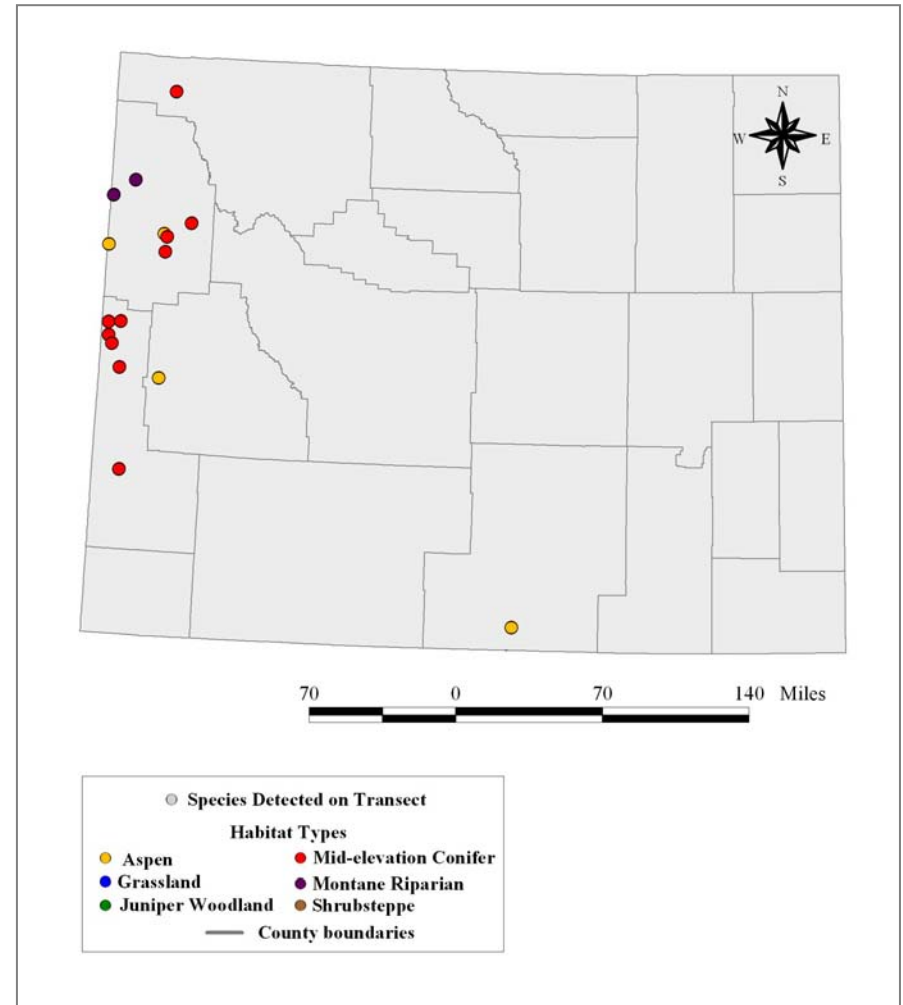 N
W E
S
70 0 70 140 Miles
Species Detected on Transect
Habitat Types
Aspen Mid-elevation Conifer
Grassland Montane Riparian
Juniper Woodland Shrubsteppe
County boundaries